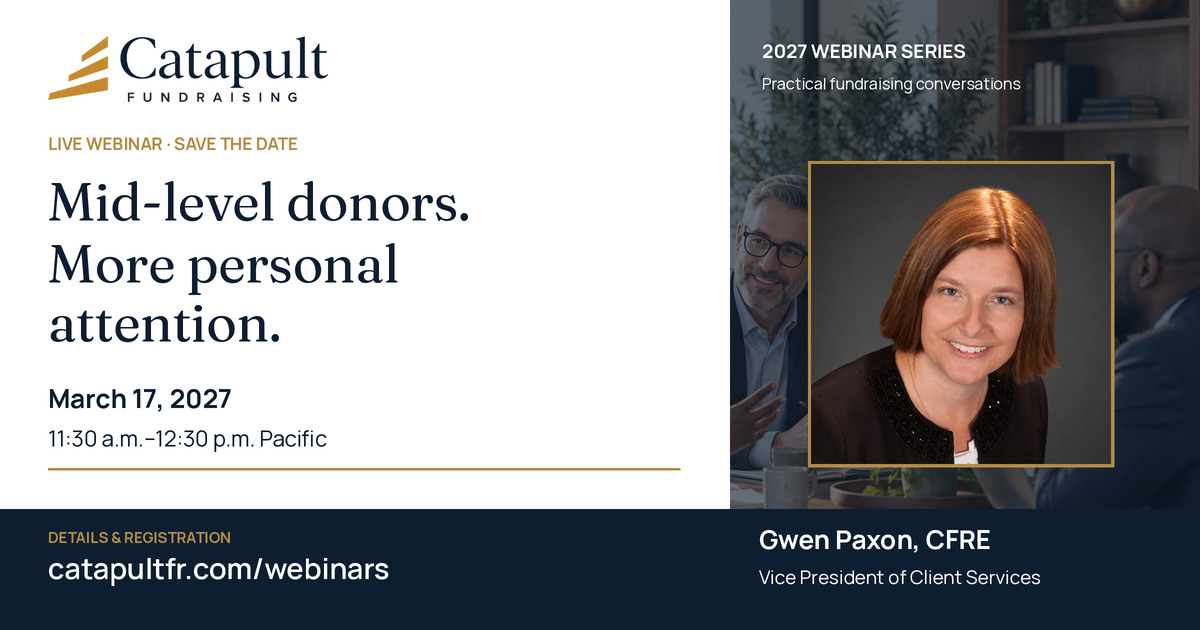 Catapult
FUNDRAISING
LIVE WEBINAR · SAVE THE DATE
Mid-level donors.
More personal
attention.
March 17, 2027
11:30 a.m.–12:30 p.m. Pacific
DETAILS & REGISTRATION
catapultfr.com/webinars
2027 WEBINAR SERIES
Practical fundraising conversations
Gwen Paxon, CFRE
Vice President of Client Services